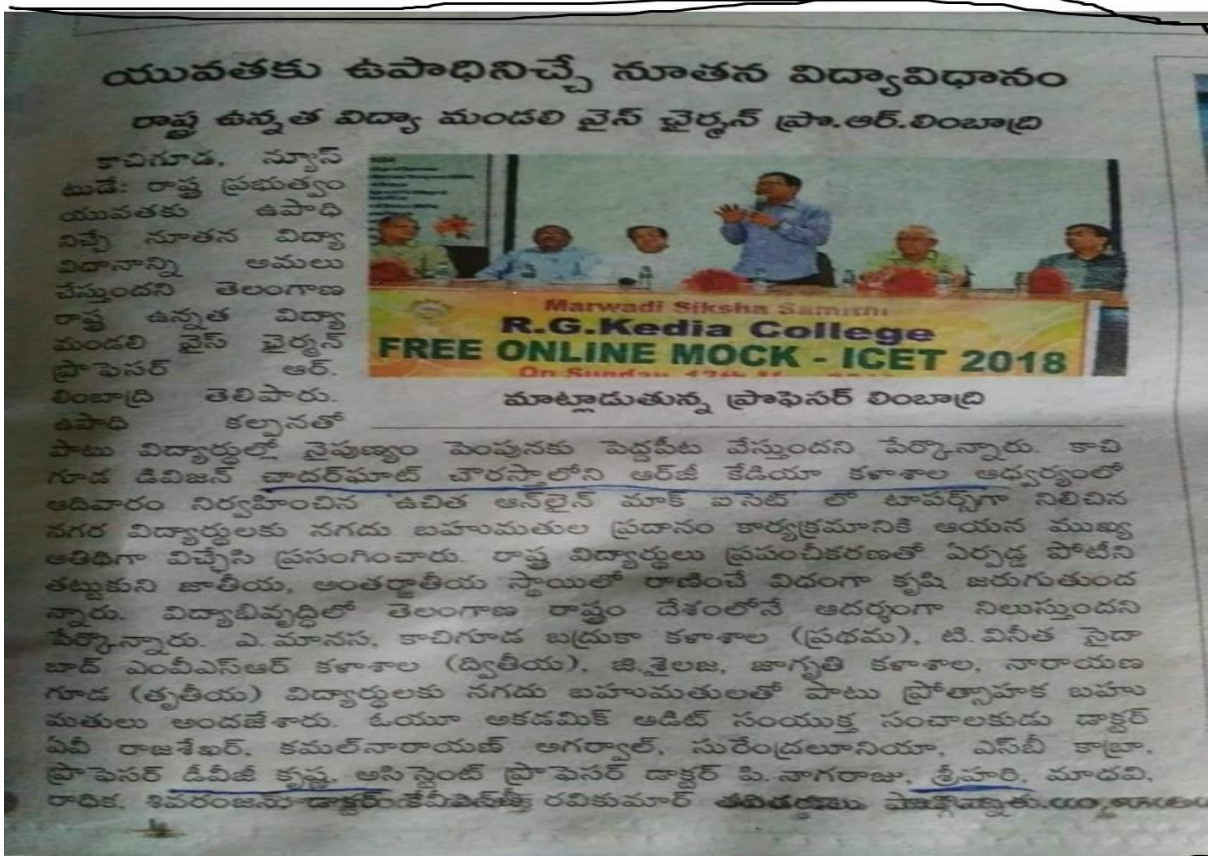 యువతకు ఉపాధినిచ్చే నూతన విద్యావిధానం
రాష్ట్ర ఉన్నత విద్యా మండలి వైస్ ఛైర్మన్ ప్రొ.ఆర్.లింబాద్రి
కాచిగూడ, న్యూస్
టుడే: రాష్ట్ర ప్రభుత్వం
యువతకు ఉపాధి
నిచ్చే నూతన విద్యా
విధానాన్ని అమలు
చేస్తుందని తెలంగాణ
రాష్ట్ర ఉన్నత విద్యా
మండలి వైస్ ఛైర్మన్
ప్రొఫెసర్ ఆర్.
లింబాద్రి తెలిపారు.
ఉపాధి కల్పనతో
Marwadi Siksha Samithi
R.G.Kedia College
FREE ONLINE MOCK - ICET 2018
On Sunday, 13th
మాట్లాడుతున్న ప్రొఫెసర్ లింబాద్రి
పాటు విద్యార్థుల్లో నైపుణ్యం పెంపునకు పెద్దపీట వేస్తుందని పేర్కొన్నారు. కాచి
గూడ డివిజన్ చాదర్‌ఘాట్ చౌరస్తాలోని ఆర్‌జీ కేడియా కళాశాల ఆధ్వర్యంలో
ఆదివారం నిర్వహించిన 'ఉచిత ఆన్‌లైన్ మాక్ ఐసెట్' లో టాపర్స్‌గా నిలిచిన
నగర విద్యార్థులకు నగదు బహుమతుల ప్రదానం కార్యక్రమానికి ఆయన ముఖ్య
అతిథిగా విచ్చేసి ప్రసంగించారు. రాష్ట్ర విద్యార్థులు ప్రపంచీకరణతో ఏర్పడ్డ పోటీని
తట్టుకుని జాతీయ, అంతర్జాతీయ స్థాయిలో రాణించే విధంగా కృషి జరుగుతుంద
న్నారు. విద్యాభివృద్ధిలో తెలంగాణ రాష్ట్రం దేశంలోనే ఆదర్శంగా నిలుస్తుందని
పేర్కొన్నారు. ఎ.మానస, కాచిగూడ బద్రుకా కళాశాల (ప్రథమ), టి.వినీత సైదా
బాద్ ఎంవీఎస్ఆర్ కళాశాల (ద్వితీయ), జి.శైలజ, జాగృతి కళాశాల, నారాయణ
గూడ (తృతీయ) విద్యార్థులకు నగదు బహుమతులతో పాటు ప్రోత్సాహక బహు
మతులు అందజేశారు. ఓయూ అకడమిక్ ఆడిట్ సంయుక్త సంచాలకుడు డాక్టర్
ఏవీ రాజశేఖర్, కమల్‌నారాయణ్ అగర్వాల్, సురేంద్రలూనియా, ఎస్‌బీ కాబ్రా,
ప్రొఫెసర్ డీవీజీ కృష్ణ, అసిస్టెంట్ ప్రొఫెసర్ డాక్టర్ పి.నాగరాజు, శ్రీహరి, మాధవి,
రాధిక, రవికుమార్